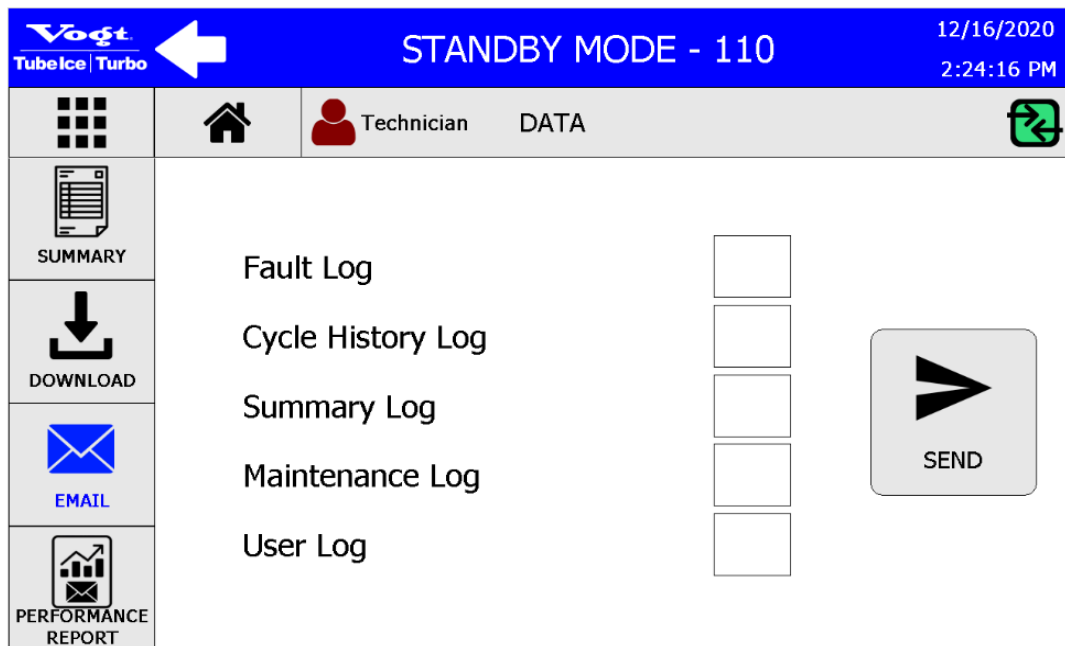 Vogt.
Tube Ice | Turbo
STANDBY MODE - 110
12/16/2020
2:24:16 PM
Technician
DATA
SUMMARY
DOWNLOAD
EMAIL
PERFORMANCE
REPORT
Fault Log
Cycle History Log
Summary Log
Maintenance Log
User Log
SEND